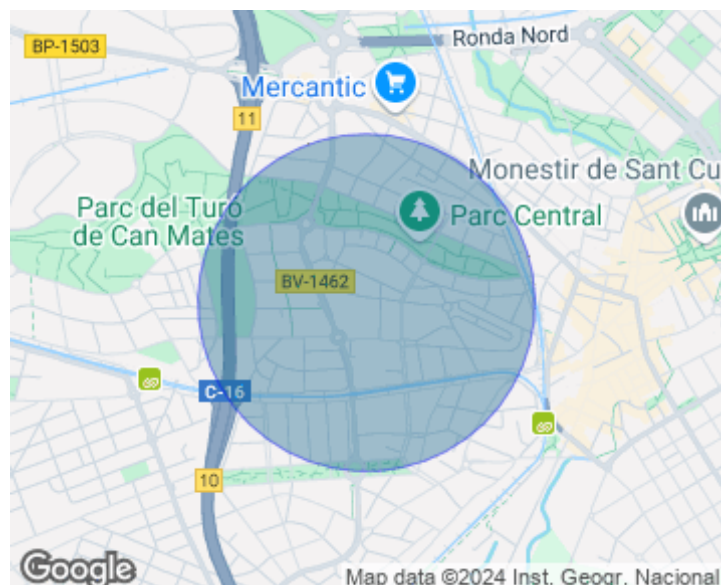 BP-1503
Ronda Nord
Mercantic
11
Monestir de Sant Cu
Parc del Turó
de Can Mates
Parc Central
BV-1462
C-16
10
Google
Map data ©2024 Inst. Geogr. Nacional